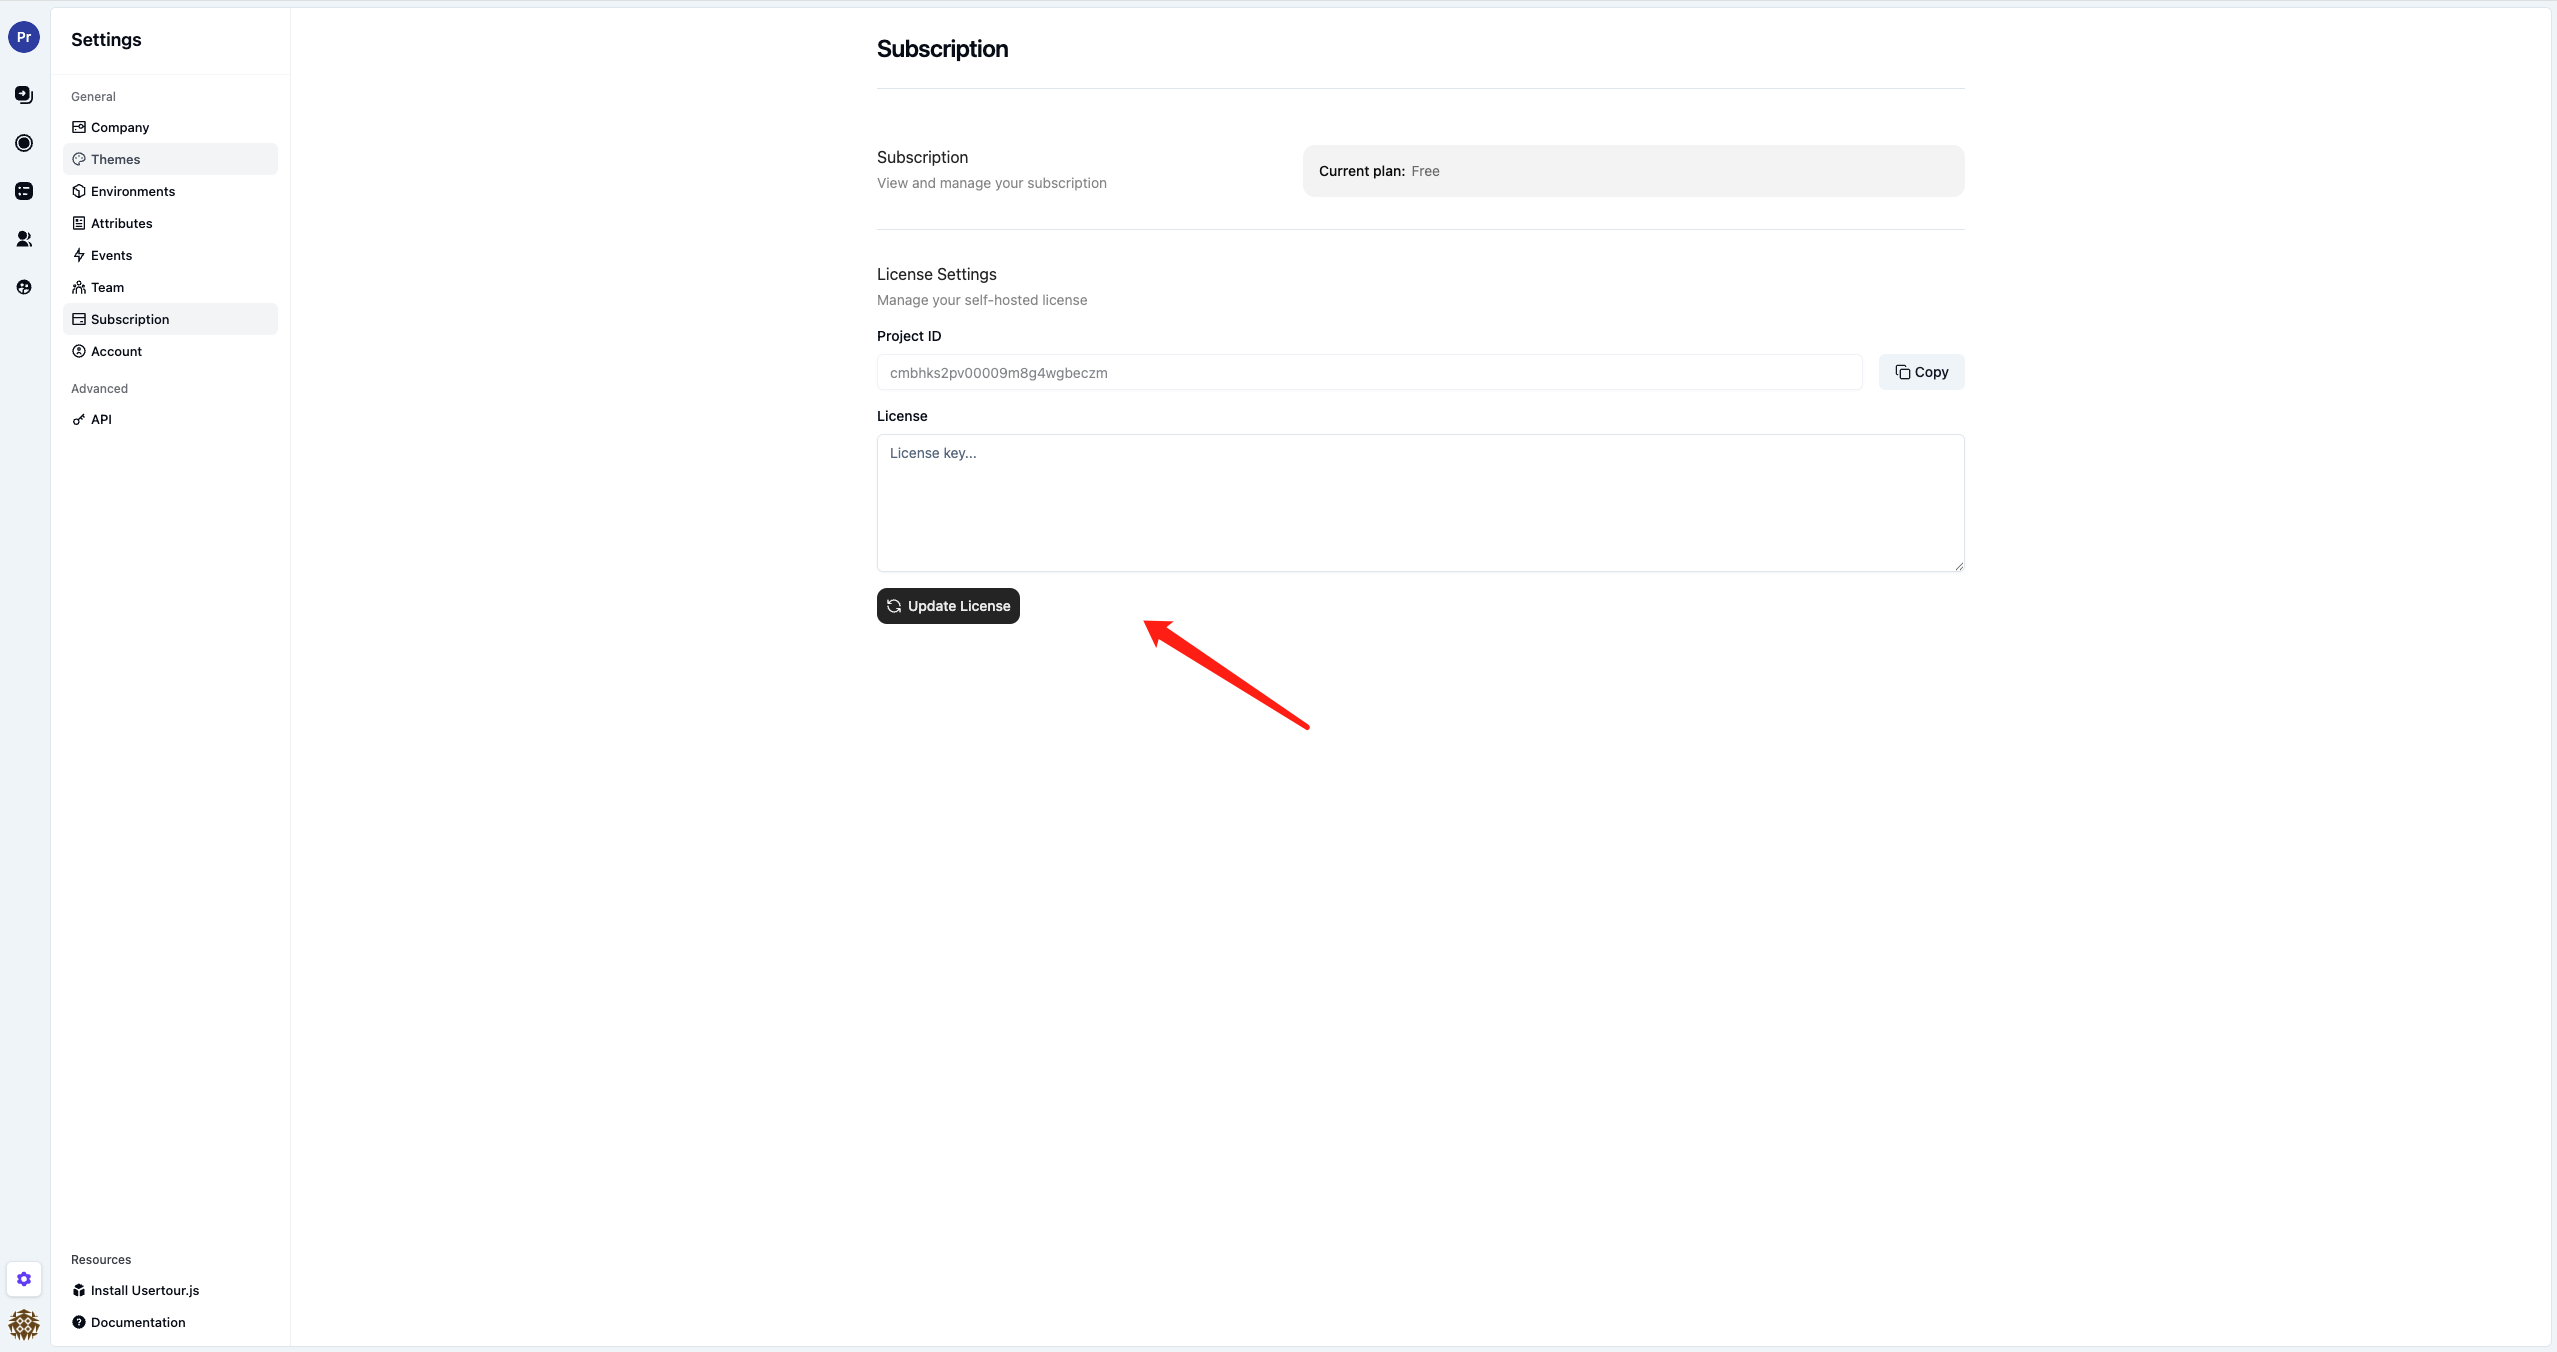 Pr
Settings
General
Company
Themes
Environments
Attributes
Events
Team
Subscription
Account
Advanced
API
Resources
Install Usertour.js
Documentation
Subscription
Subscription
View and manage your subscription
Current plan: Free
License Settings
Manage your self-hosted license
Project ID
cmbhks2pv00009m8g4wgbeczm
Copy
License
License key...
Update License